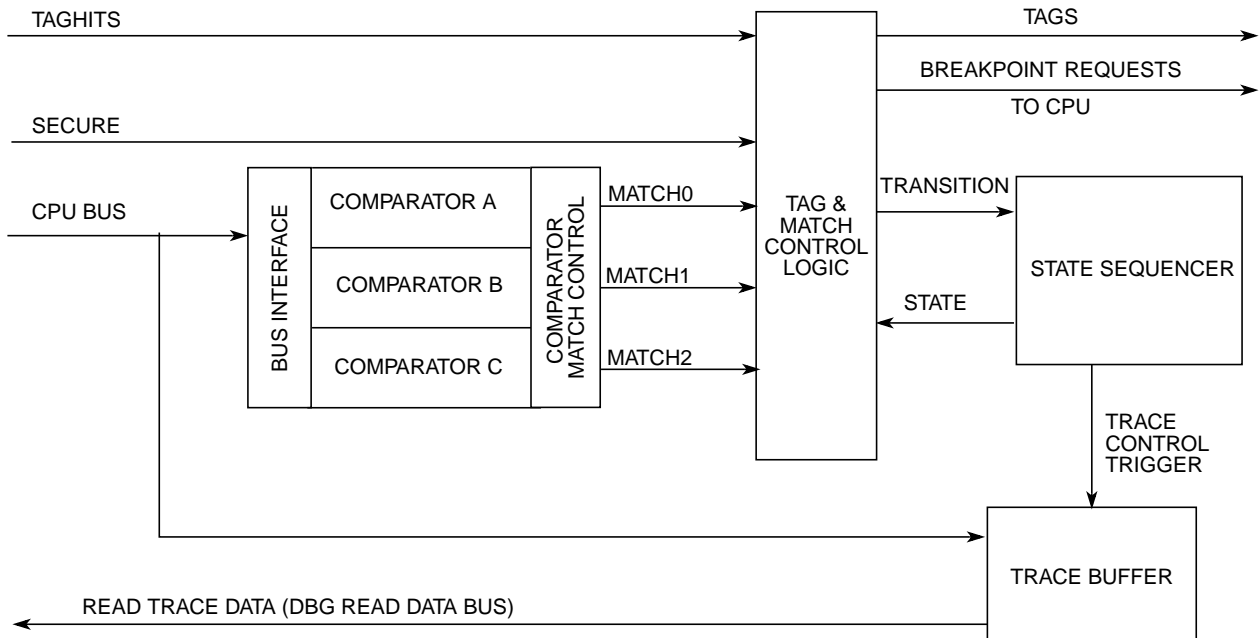 TAGHITS
TAGS
BREAKPOINT REQUESTS
TO CPU
SECURE
CPU BUS
BUS INTERFACE
COMPARATOR A
COMPARATOR B
COMPARATOR C
COMPARATOR
MATCH CONTROL
MATCH0
MATCH1
MATCH2
TAG &
MATCH
CONTROL
LOGIC
TRANSITION
STATE
STATE SEQUENCER
TRACE
CONTROL
TRIGGER
TRACE BUFFER
READ TRACE DATA (DBG READ DATA BUS)